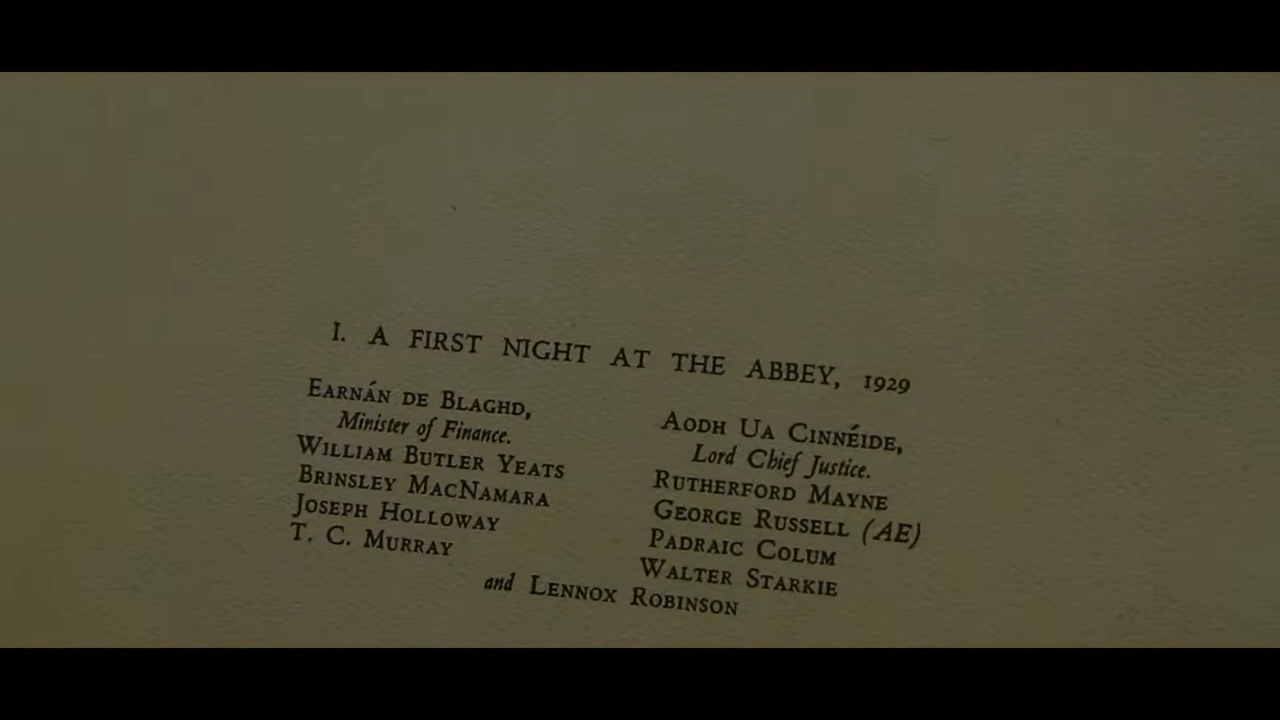 I. A FIRST NIGHT AT THE ABBEY, 1929
EARNÁN DE BLAGHD,
Minister of Finance.
WILLIAM BUTLER YEATS
BRINSLEY MACNAMARA
JOSEPH HOLLOWAY
T. C. MURRAY
AODH UA CINNÉIDE,
Lord Chief Justice.
RUTHERFORD MAYNE
GEORGE RUSSELL (AE)
PADRAIC COLUM
WALTER STARKIE
and LENNOX ROBINSON